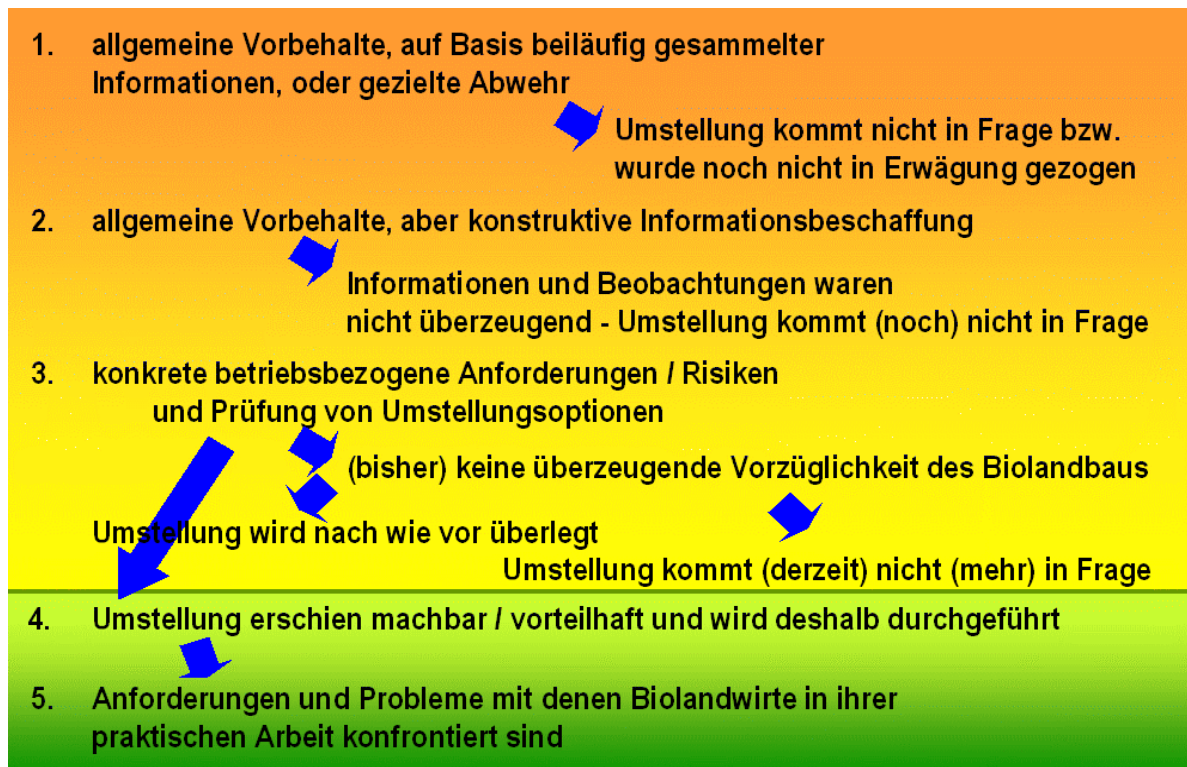 1. allgemeine Vorbehalte, auf Basis beiläufig gesammelter
Informationen, oder gezielte Abwehr
Umstellung kommt nicht in Frage bzw.
wurde noch nicht in Erwägung gezogen
2. allgemeine Vorbehalte, aber konstruktive Informationsbeschaffung
Informationen und Beobachtungen waren
nicht überzeugend - Umstellung kommt (noch) nicht in Frage
3. konkrete betriebsbezogene Anforderungen / Risiken
und Prüfung von Umstellungsoptionen
(bisher) keine überzeugende Vorzüglichkeit des Biolandbaus
Umstellung wird nach wie vor überlegt
Umstellung kommt (derzeit) nicht (mehr) in Frage
4. Umstellung erschien machbar / vorteilhaft und wird deshalb durchgeführt
5. Anforderungen und Probleme mit denen Biolandwirte in ihrer
praktischen Arbeit konfrontiert sind